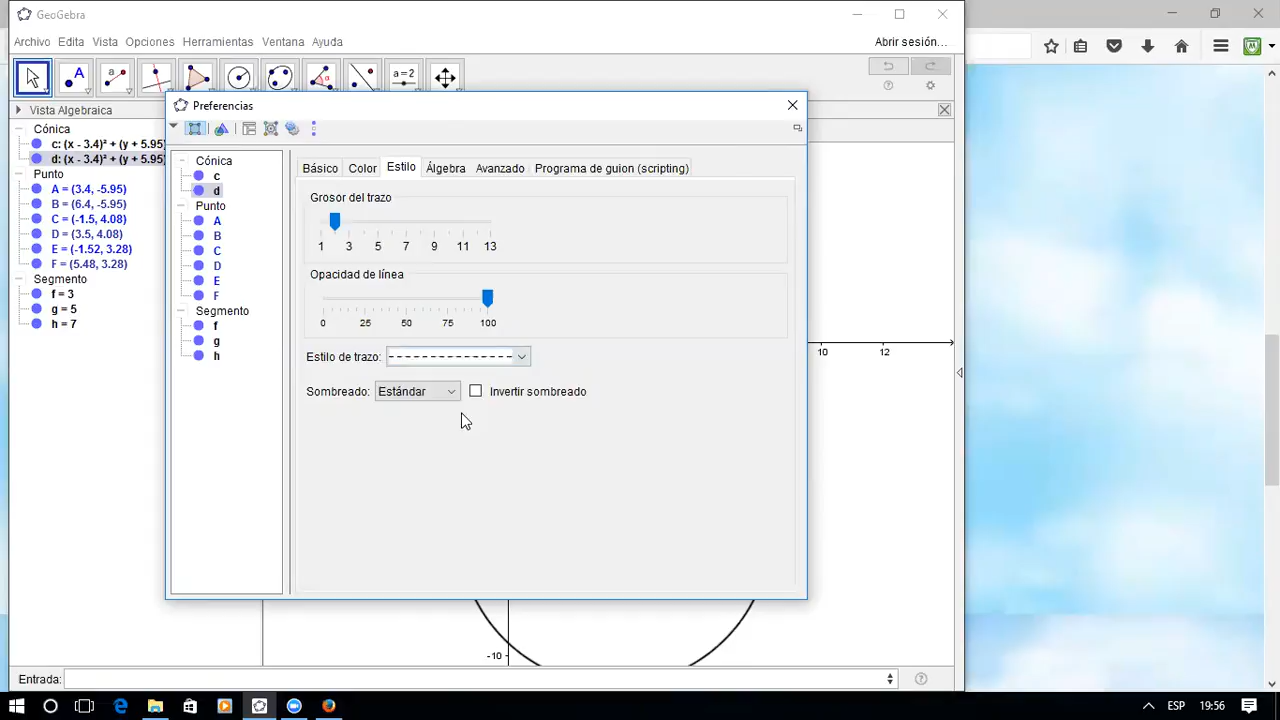 GeoGebra
Archivo Edita Vista Opciones Herramientas Ventana Ayuda
Abrir sesión...
A
a
α
a=2
Vista Algebraica
Cónica
c: (x - 3.4)² + (y + 5.95)
d: (x - 3.4)² + (y + 5.95)
Punto
A = (3.4, -5.95)
B = (6.4, -5.95)
C = (-1.5, 4.08)
D = (3.5, 4.08)
E = (-1.52, 3.28)
F = (5.48, 3.28)
Segmento
f = 3
g = 5
h = 7
Preferencias
Cónica
c
d
Punto
A
B
C
D
E
F
Segmento
f
g
h
Básico Color Estilo Álgebra Avanzado Programa de guion (scripting)
Grosor del trazo
1 3 5 7 9 11 13
Opacidad de línea
0 25 50 75 100
Estilo de trazo:
Sombreado: Estándar Invertir sombreado
10 12
-10
Entrada:
ESP 19:56